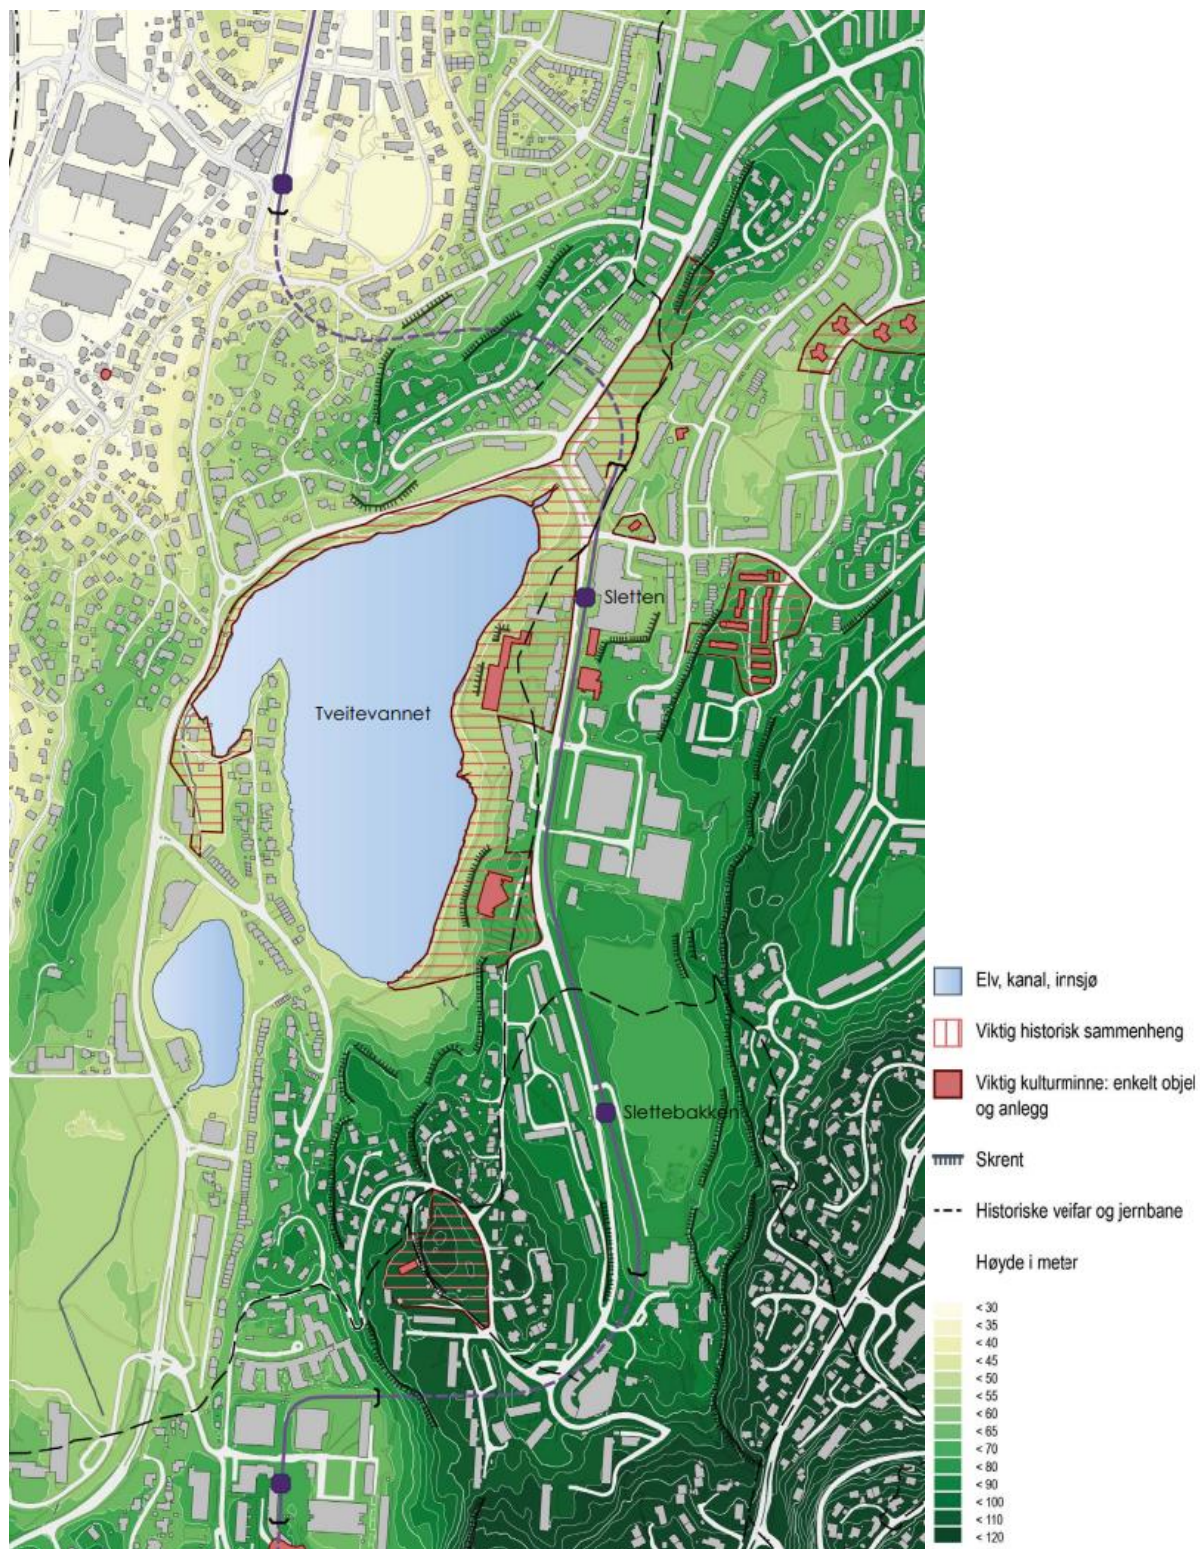 Sletten
Tveitevannet
Slettebakken
Elv, kanal, innsjø
Viktig historisk sammenheng
Viktig kulturminne: enkelt objel
og anlegg
Skrent
Historiske veifar og jernbane
Høyde i meter
< 30
< 35
< 40
< 45
< 50
< 55
< 60
< 65
< 70
< 80
< 90
< 100
< 110
< 120